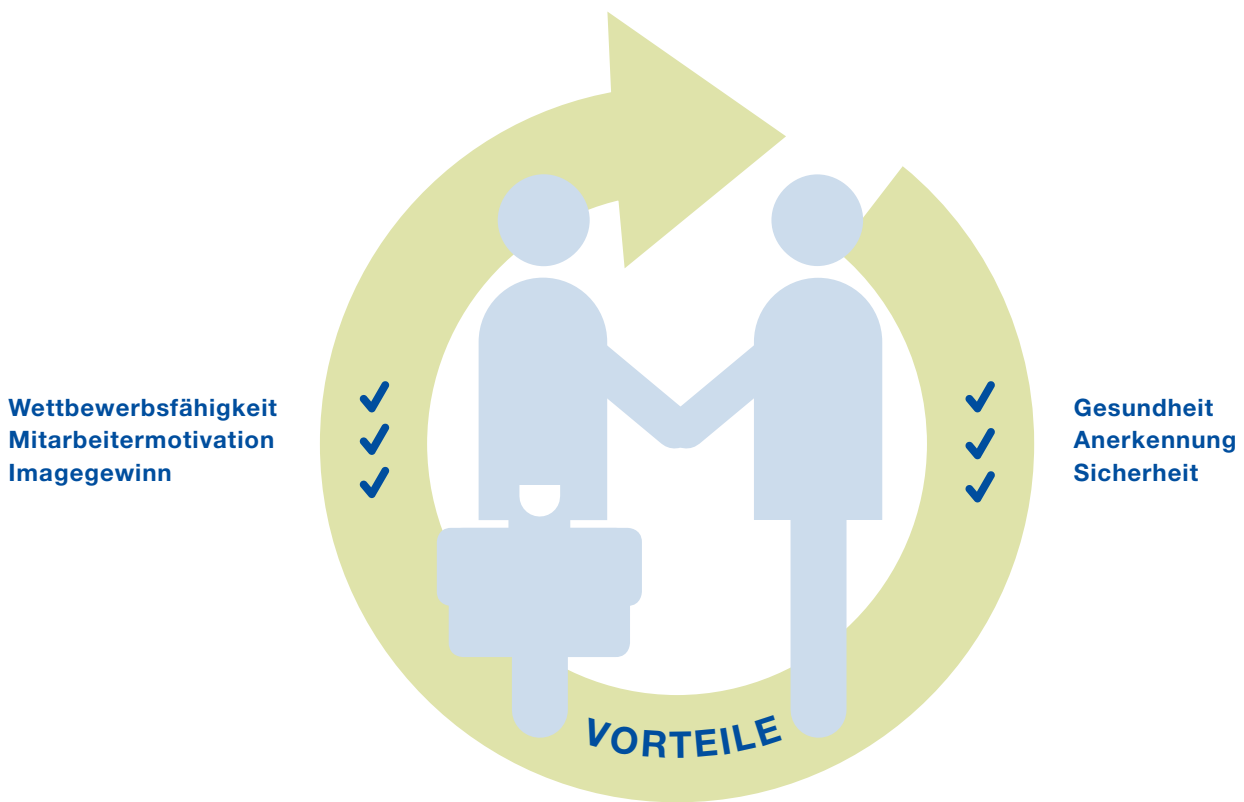 Wettbewerbsfähigkeit
Mitarbeitermotivation
Imagegewinn
Gesundheit
Anerkennung
Sicherheit
VORTEILE